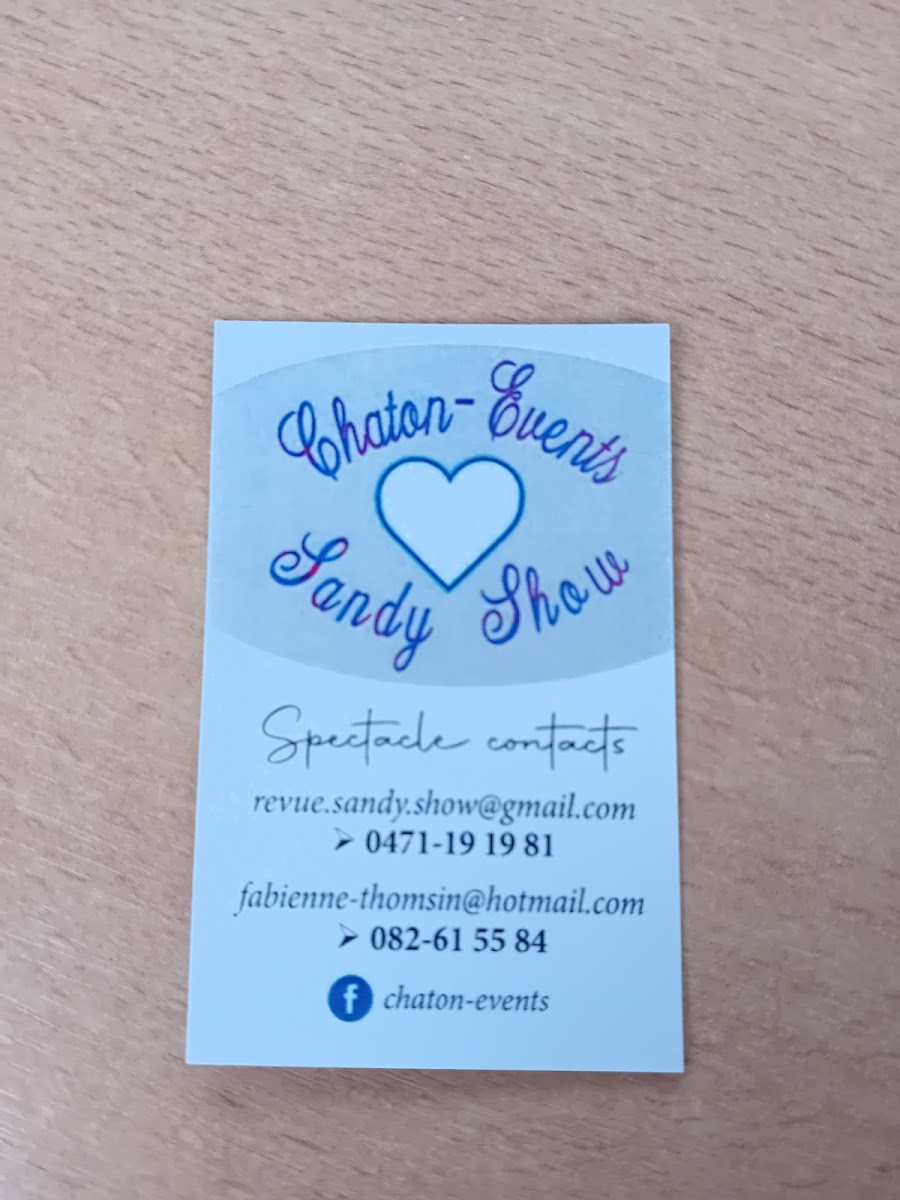 Chaton-Events
Sandy Show
Spectacle contacts
revue.sandy.show@gmail.com
➢ 0471-19 19 81
fabienne-thomsin@hotmail.com
➢ 082-61 55 84
f chaton-events